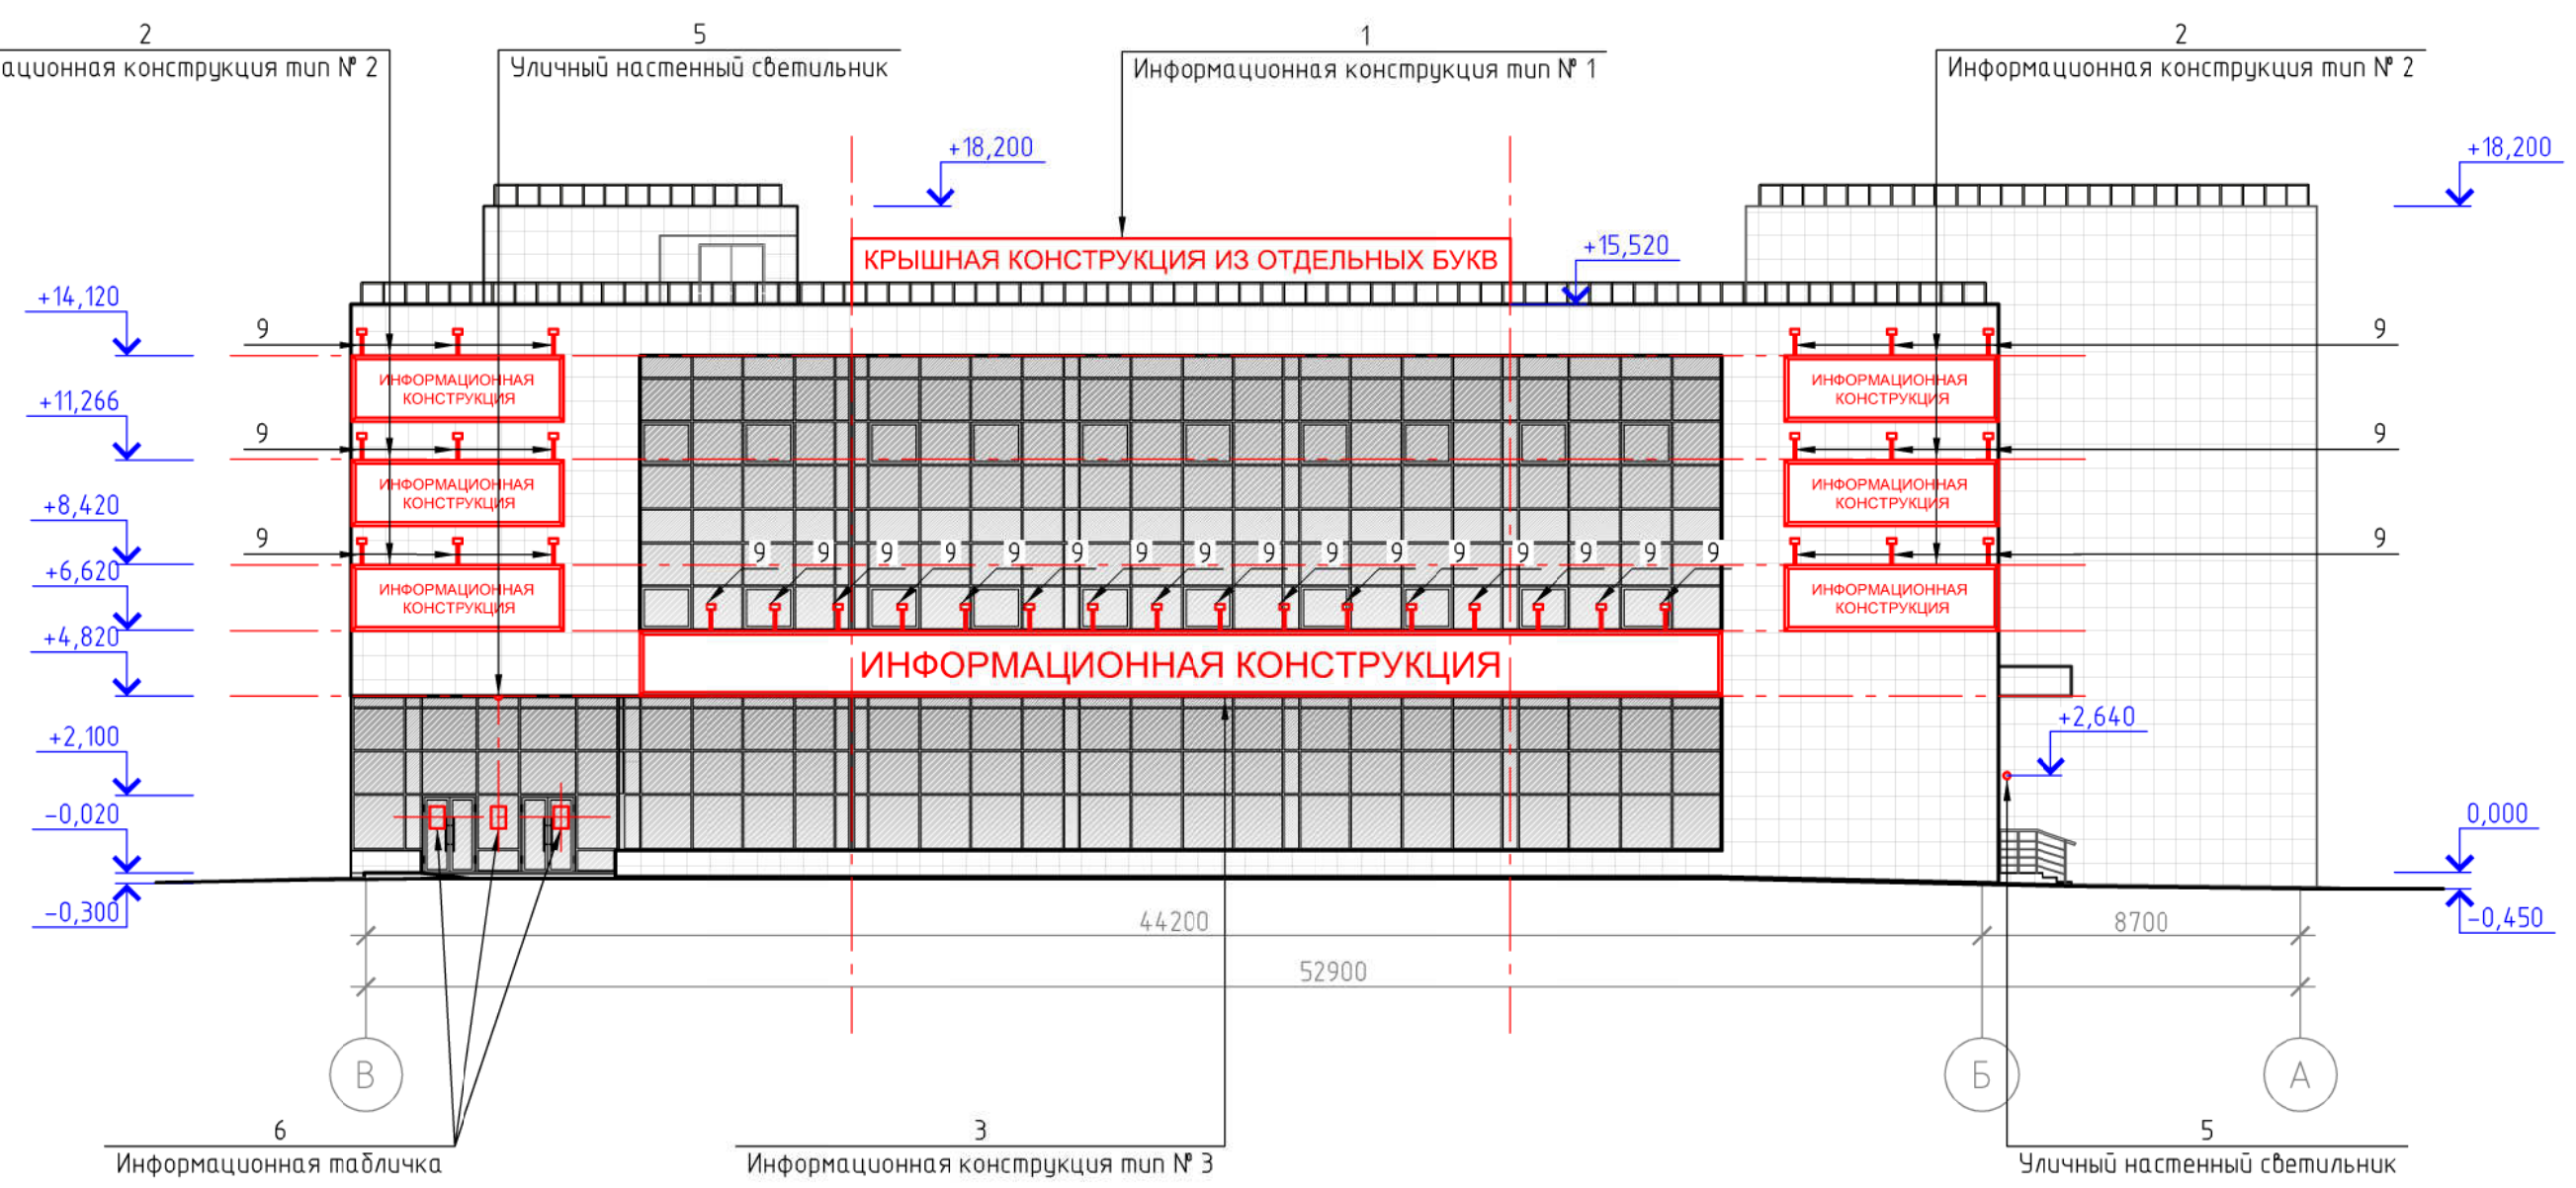 2
5
1
2
ационная конструкция тип № 2
Уличный настенный светильник
Информационная конструкция тип № 1
Информационная конструкция тип № 2
+18,200
+18,200
КРЫШНАЯ КОНСТРУКЦИЯ ИЗ ОТДЕЛЬНЫХ БУКВ
+15,520
+14,120
9
9
ИНФОРМАЦИОННАЯ
КОНСТРУКЦИЯ
ИНФОРМАЦИОННАЯ
КОНСТРУКЦИЯ
+11,266
9
9
ИНФОРМАЦИОННАЯ
КОНСТРУКЦИЯ
ИНФОРМАЦИОННАЯ
КОНСТРУКЦИЯ
+8,420
9
9 9 9 9 9 9 9 9 9 9 9 9 9 9 9 9
9
+6,620
ИНФОРМАЦИОННАЯ
КОНСТРУКЦИЯ
ИНФОРМАЦИОННАЯ
КОНСТРУКЦИЯ
+4,820
ИНФОРМАЦИОННАЯ КОНСТРУКЦИЯ
+2,100
+2,640
-0,020
0,000
-0,300
-0,450
44200
8700
52900
В
Б
А
6
3
5
Информационная табличка
Информационная конструкция тип № 3
Уличный настенный светильник